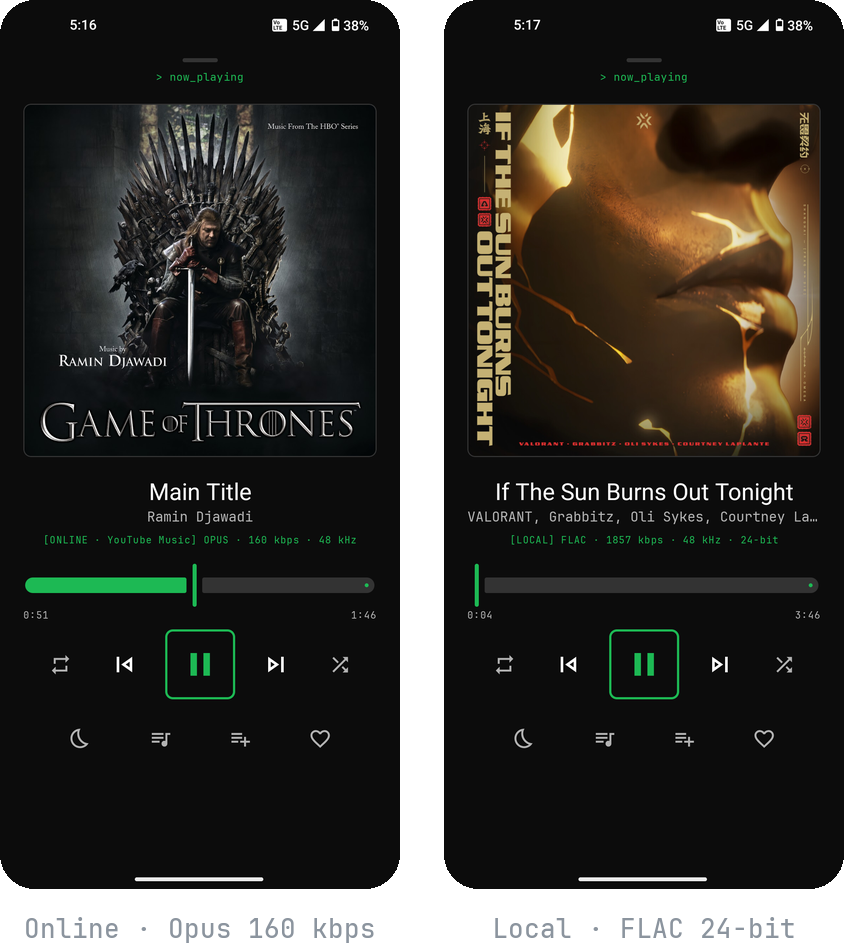 5:16
Vo LTE 5G 38%
> now_playing
Music From The HBO® Series
Music by
RAMIN DJAWADI
GAME OF THRONES
Main Title
Ramin Djawadi
[ONLINE · YouTube Music] OPUS · 160 kbps · 48 kHz
0:51
1:46
Online · Opus 160 kbps
5:17
Vo LTE 5G 38%
> now_playing
上海
IF THE SUN BURNS
OUT TONIGHT
VALORANT · GRABBITZ · OLI SYKES · COURTNEY LAPLANTE
If The Sun Burns Out Tonight
VALORANT, Grabbitz, Oli Sykes, Courtney La…
[LOCAL] FLAC · 1857 kbps · 48 kHz · 24-bit
0:04
3:46
Local · FLAC 24-bit